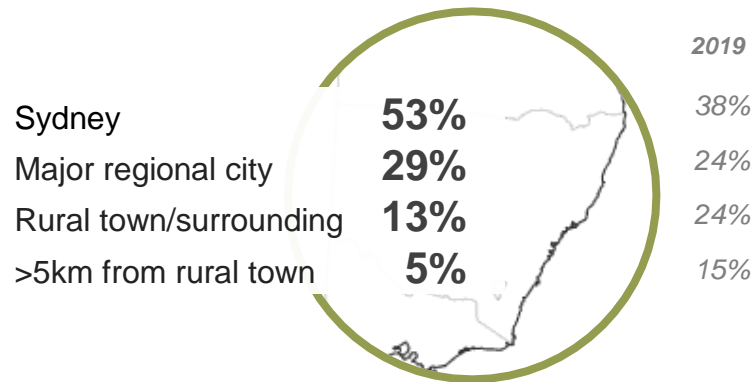 2019
Sydney 53% 38%
Major regional city 29% 24%
Rural town/surrounding 13% 24%
>5km from rural town 5% 15%